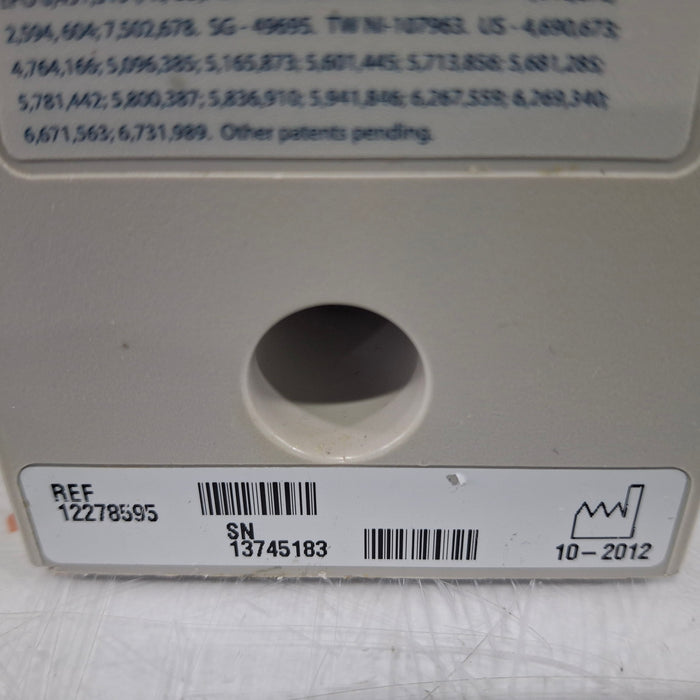 2,594,604; 7,502,678. SG - 49695. TW NI-107963. US - 4,690,673;
4,764,166; 5,096,385; 5,165,873; 5,601,445; 5,713,856; 5,681,285;
5,781,442; 5,800,387; 5,836,910; 5,941,846; 6,267,559; 6,269,340;
6,671,563; 6,731,989. Other patents pending.
REF
12278595
SN
13745183
10-2012